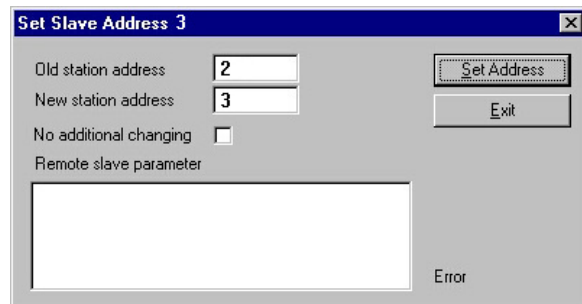 Set Slave Address 3
Old station address 2
Set Address
New station address 3
Exit
No additional changing
Remote slave parameter
Error